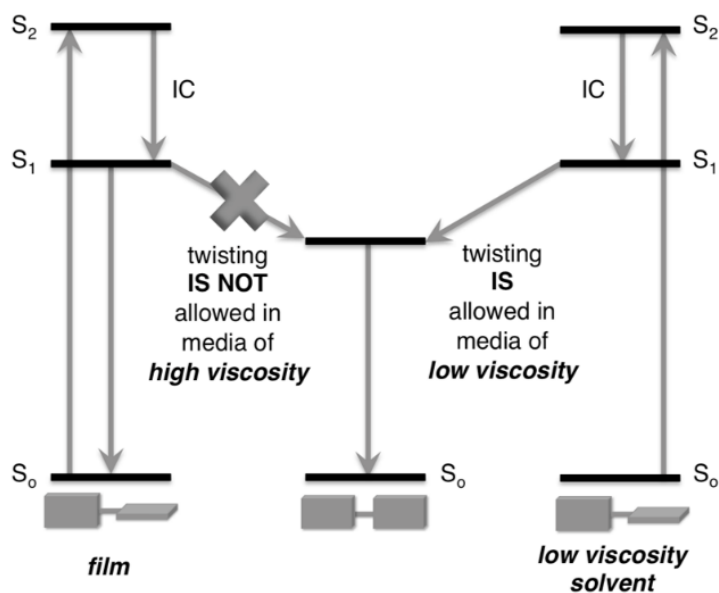 S2
S2
IC
IC
S1
S1
twisting
IS NOT
allowed in
media of
high viscosity
twisting
IS
allowed in
media of
low viscosity
So
So
So
film
low viscosity
solvent